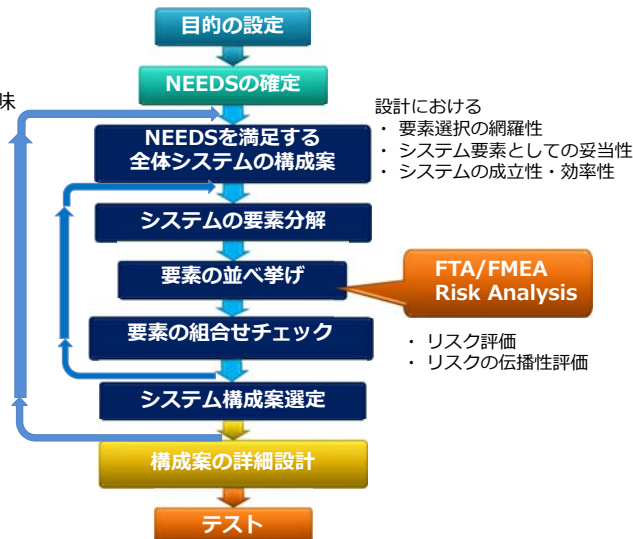 目的の設定
NEEDSの確定
味
NEEDSを満足する
全体システムの構成案
設計における
・ 要素選択の網羅性
・ システム要素としての妥当性
・ システムの成立性・効率性
システムの要素分解
要素の並べ挙げ
FTA/FMEA
Risk Analysis
要素の組合せチェック
・ リスク評価
・ リスクの伝播性評価
システム構成案選定
構成案の詳細設計
テスト